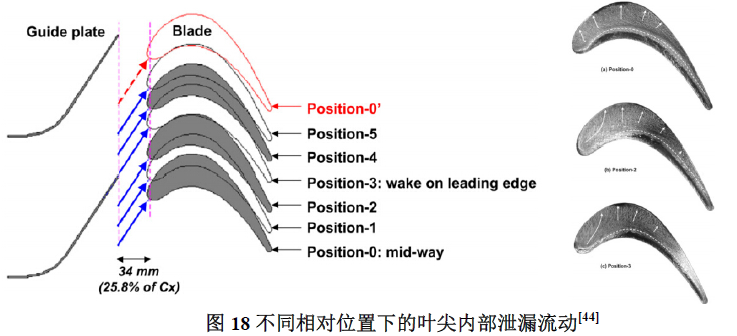 Guide plate
Blade
Position-0’
Position-5
Position-4
Position-3: wake on leading edge
Position-2
Position-1
Position-0: mid-way
34 mm
(25.8% of Cx)
(a) Position-0
(b) Position-2
(c) Position-3
图 18 不同相对位置下的叶尖内部泄漏流动[44]